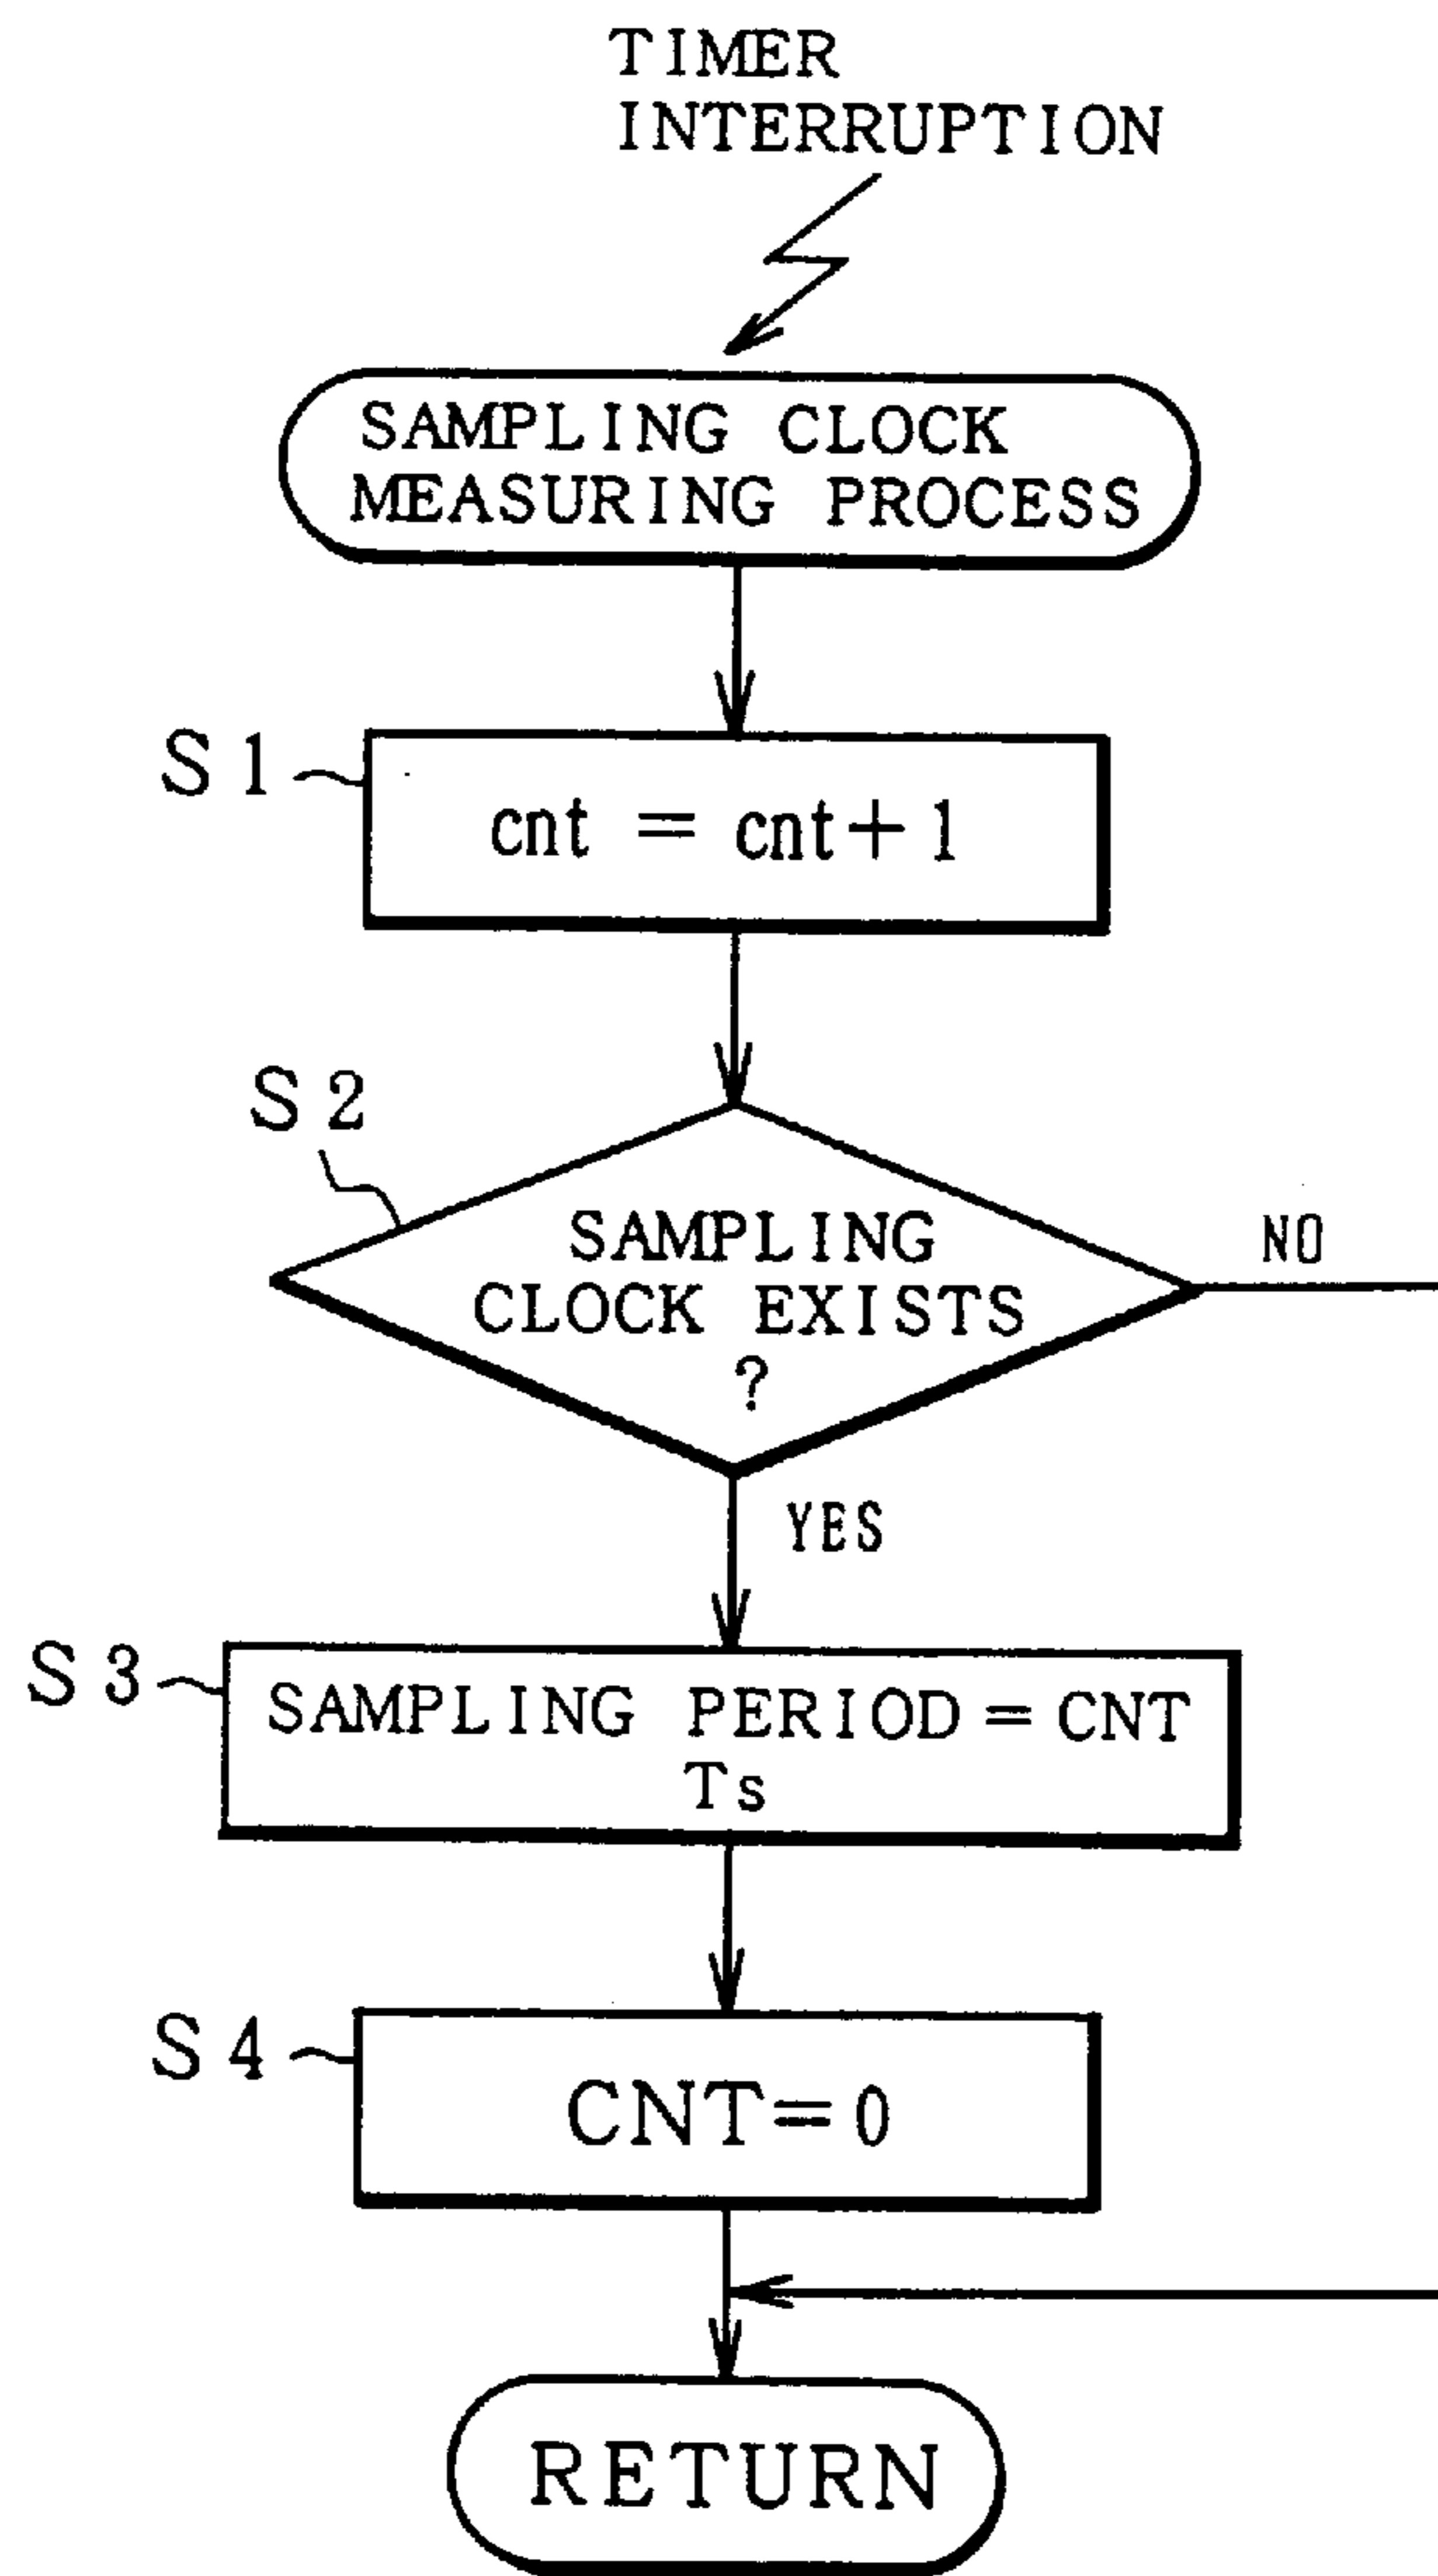 TIMER
INTERRUPTION
SAMPLING CLOCK
MEASURING PROCESS
S1
cnt = cnt+1
S2
SAMPLING
CLOCK EXISTS
?
NO
YES
S3
SAMPLING PERIOD=CNT
Ts
S4
CNT=0
RETURN